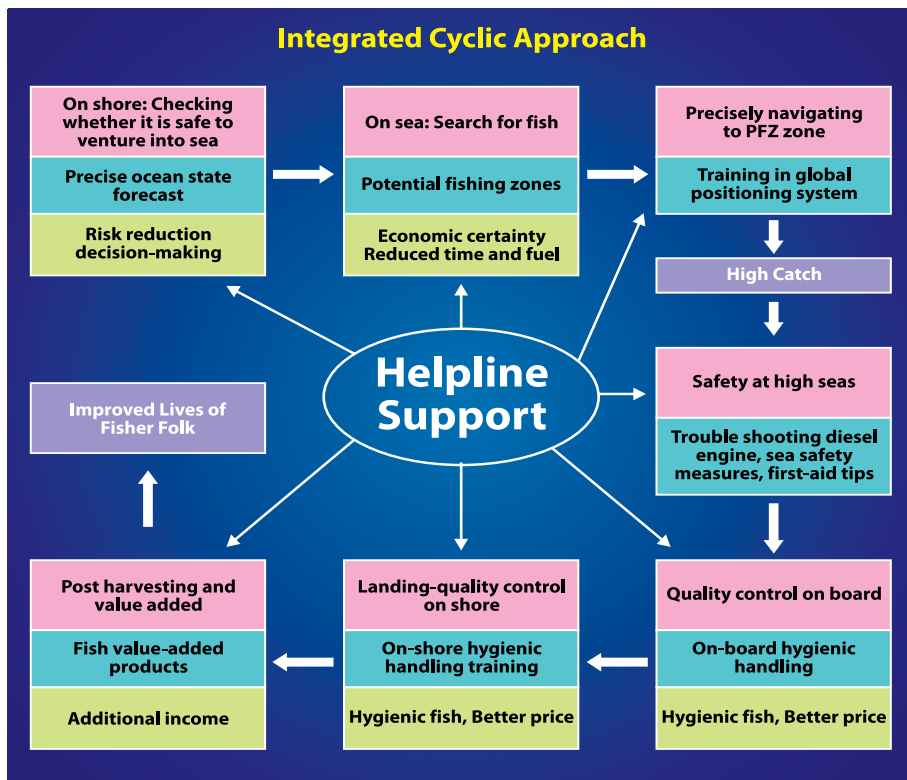 Integrated Cyclic Approach
On shore: Checking
whether it is safe to
venture into sea
Precise ocean state
forecast
Risk reduction
decision-making
On sea: Search for fish
Potential fishing zones
Economic certainty
Reduced time and fuel
Precisely navigating
to PFZ zone
Training in global
positioning system
High Catch
Helpline
Support
Safety at high seas
Trouble shooting diesel
engine, sea safety
measures, first-aid tips
Improved Lives of
Fisher Folk
Post harvesting and
value added
Fish value-added
products
Additional income
Landing-quality control
on shore
On-shore hygienic
handling training
Hygienic fish, Better price
Quality control on board
On-board hygienic
handling
Hygienic fish, Better price